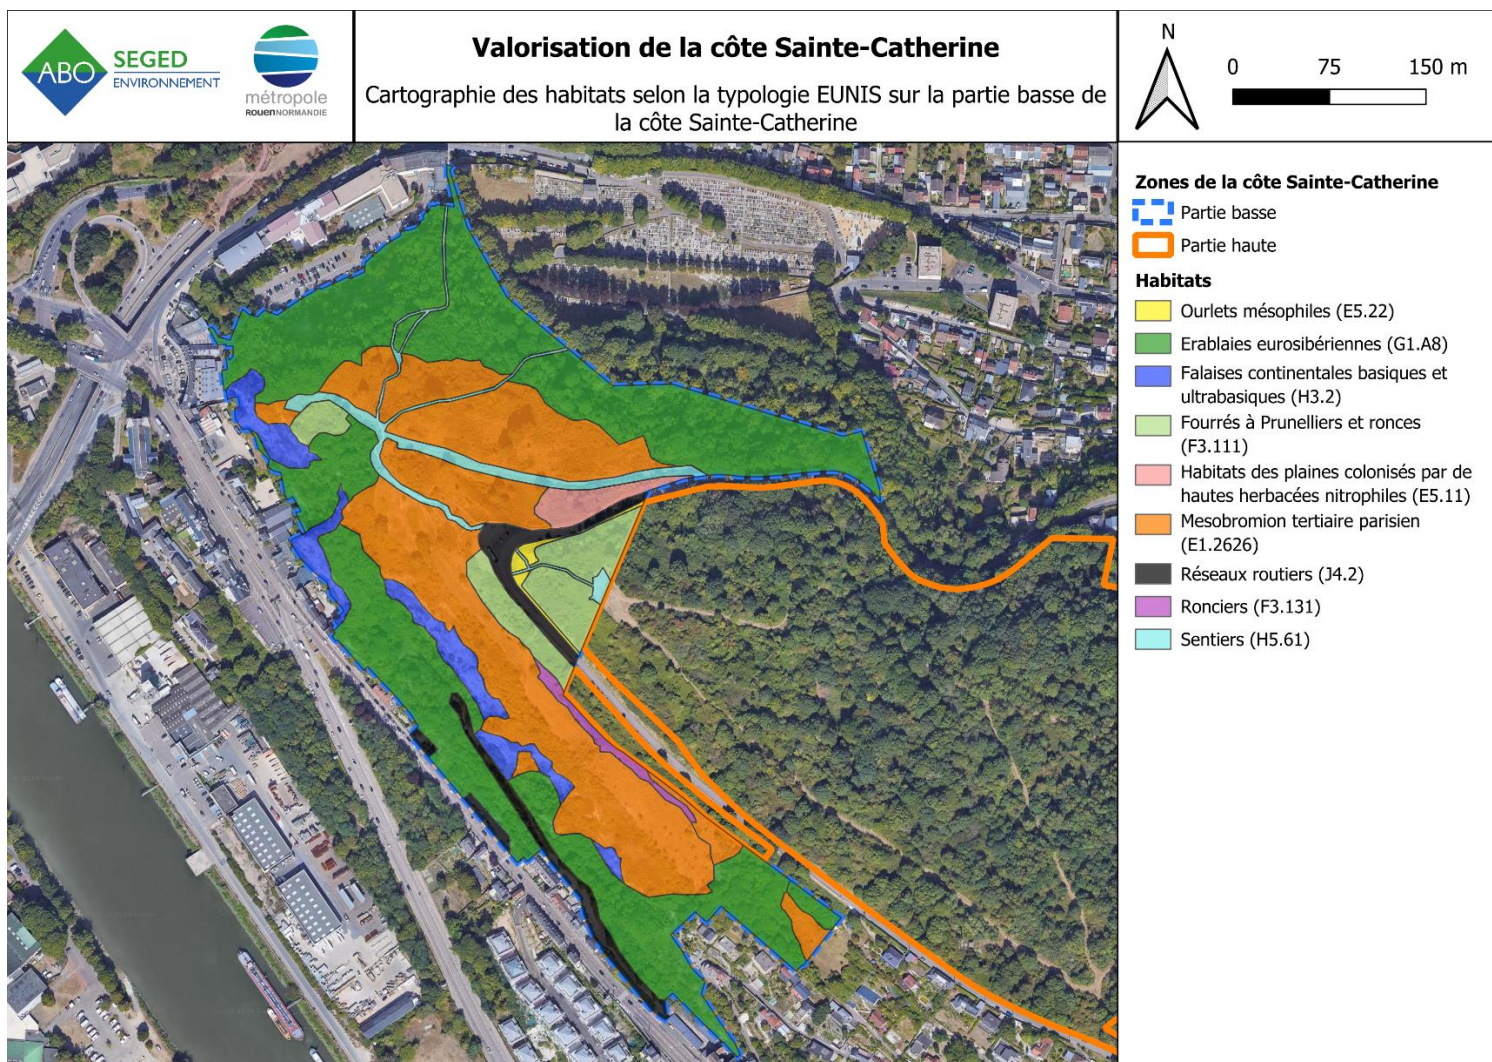 ABO
SEGED
ENVIRONNEMENT
métropole
ROUENNORMANDIE
Valorisation de la côte Sainte-Catherine
Cartographie des habitats selon la typologie EUNIS sur la partie basse de
la côte Sainte-Catherine
N
0 75 150 m
Zones de la côte Sainte-Catherine
Partie basse
Partie haute
Habitats
Ourlets mésophiles (E5.22)
Erablaies eurosibériennes (G1.A8)
Falaises continentales basiques et
ultrabasiques (H3.2)
Fourrés à Prunelliers et ronces
(F3.111)
Habitats des plaines colonisés par de
hautes herbacées nitrophiles (E5.11)
Mesobromion tertiaire parisien
(E1.2626)
Réseaux routiers (J4.2)
Ronciers (F3.131)
Sentiers (H5.61)